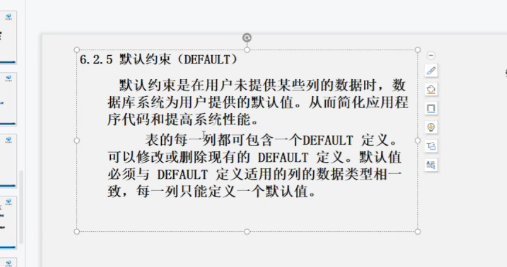 6.2.5 默认约束（DEFAULT）
默认约束是在用户未提供某些列的数据时，数
据库系统为用户提供的默认值。从而简化应用程
序代码和提高系统性能。
表的每一列都可包含一个DEFAULT 定义。
可以修改或删除现有的 DEFAULT 定义。默认值
必须与 DEFAULT 定义适用的列的数据类型相一
致，每一列只能定义一个默认值。